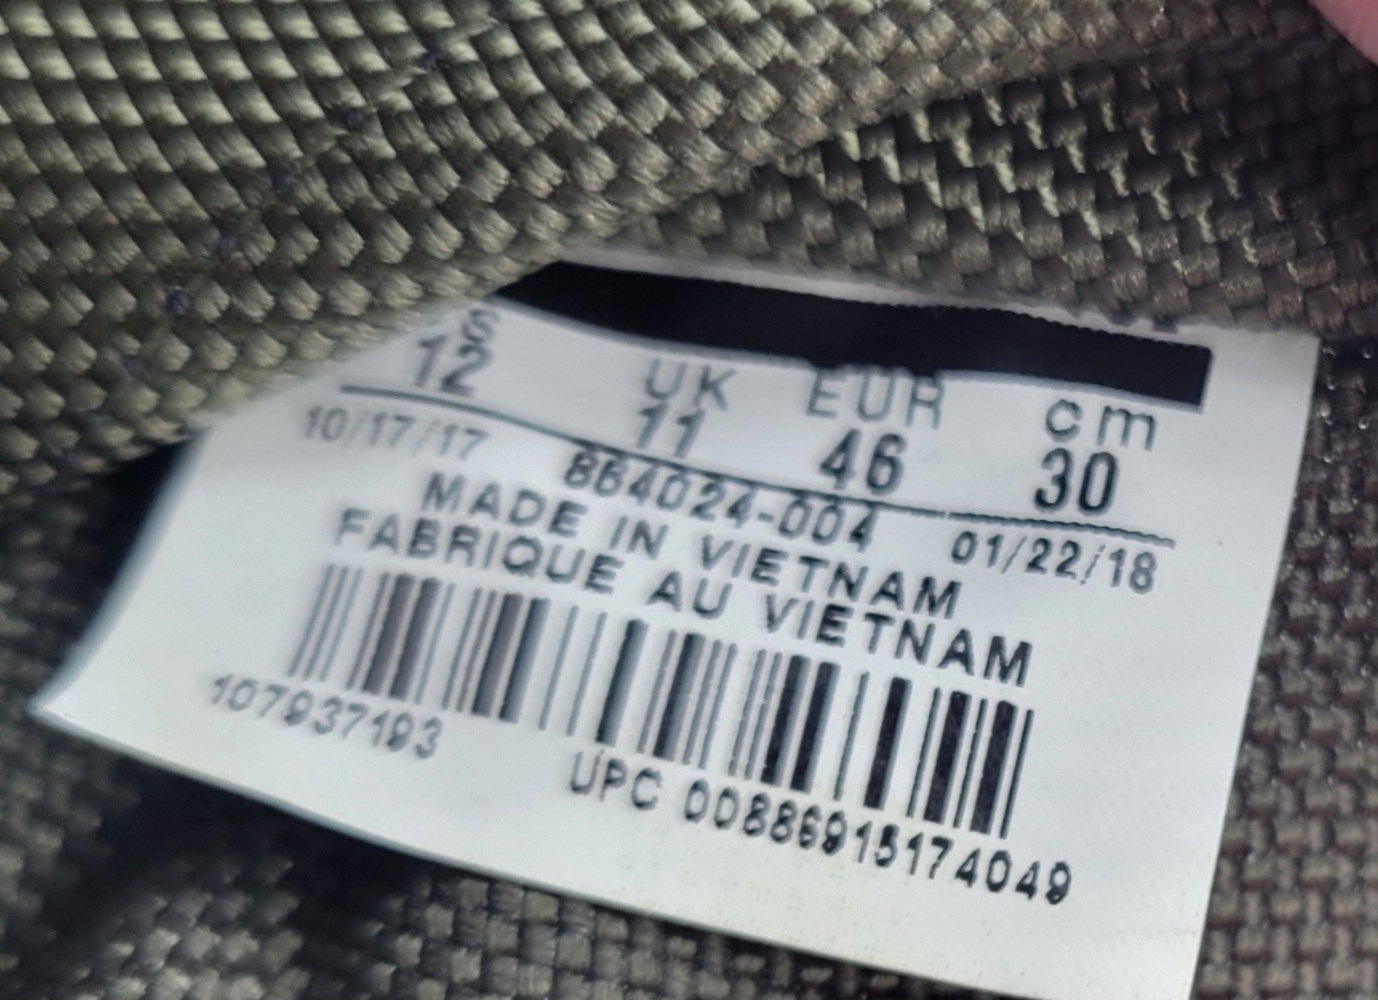 S UK EUR cm
12 11 46 30
10/17/17 864024-004 01/22/18
MADE IN VIETNAM
FABRIQUE AU VIETNAM
107937193
UPC 00886915174049